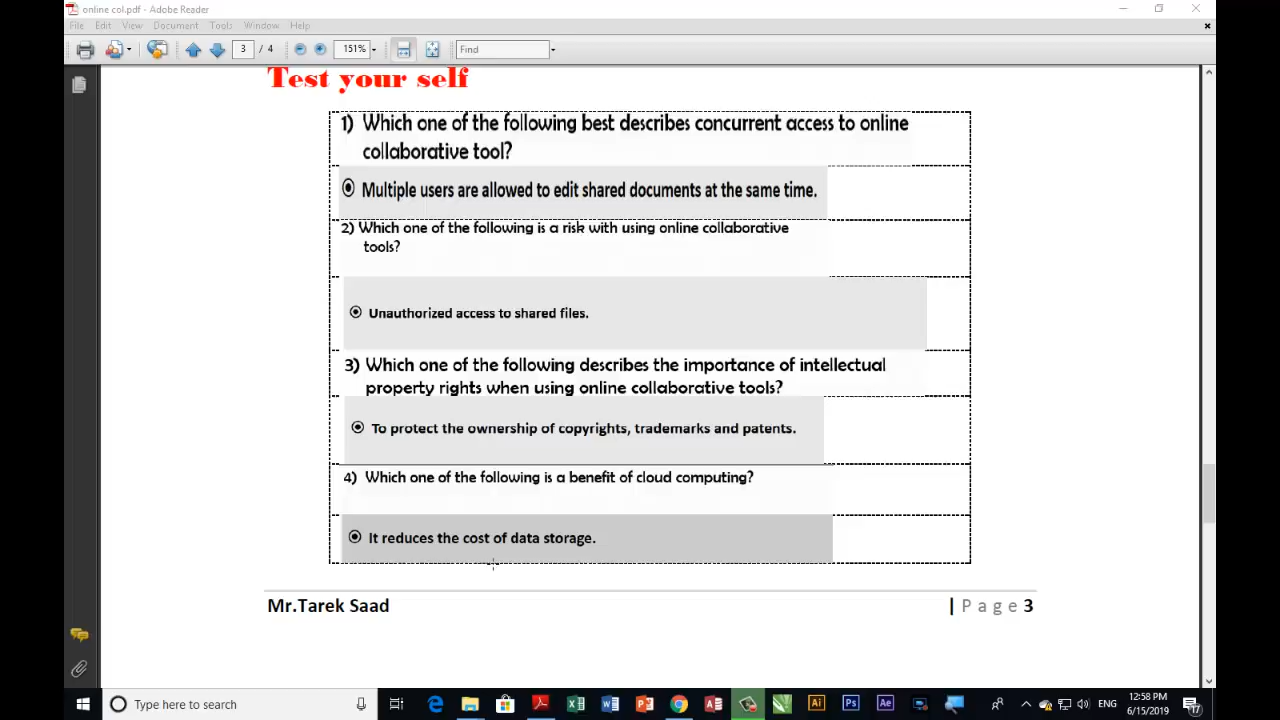 online col.pdf - Adobe Reader
File Edit View Document Tools Window Help
3 / 4 151% Find
Test your self
1) Which one of the following best describes concurrent access to online
collaborative tool?
Multiple users are allowed to edit shared documents at the same time.
2) Which one of the following is a risk with using online collaborative
tools?
Unauthorized access to shared files.
3) Which one of the following describes the importance of intellectual
property rights when using online collaborative tools?
To protect the ownership of copyrights, trademarks and patents.
4) Which one of the following is a benefit of cloud computing?
It reduces the cost of data storage.
Mr.Tarek Saad | Page 3
Type here to search
Ai Ps Ae
ENG
12:58 PM
6/15/2019